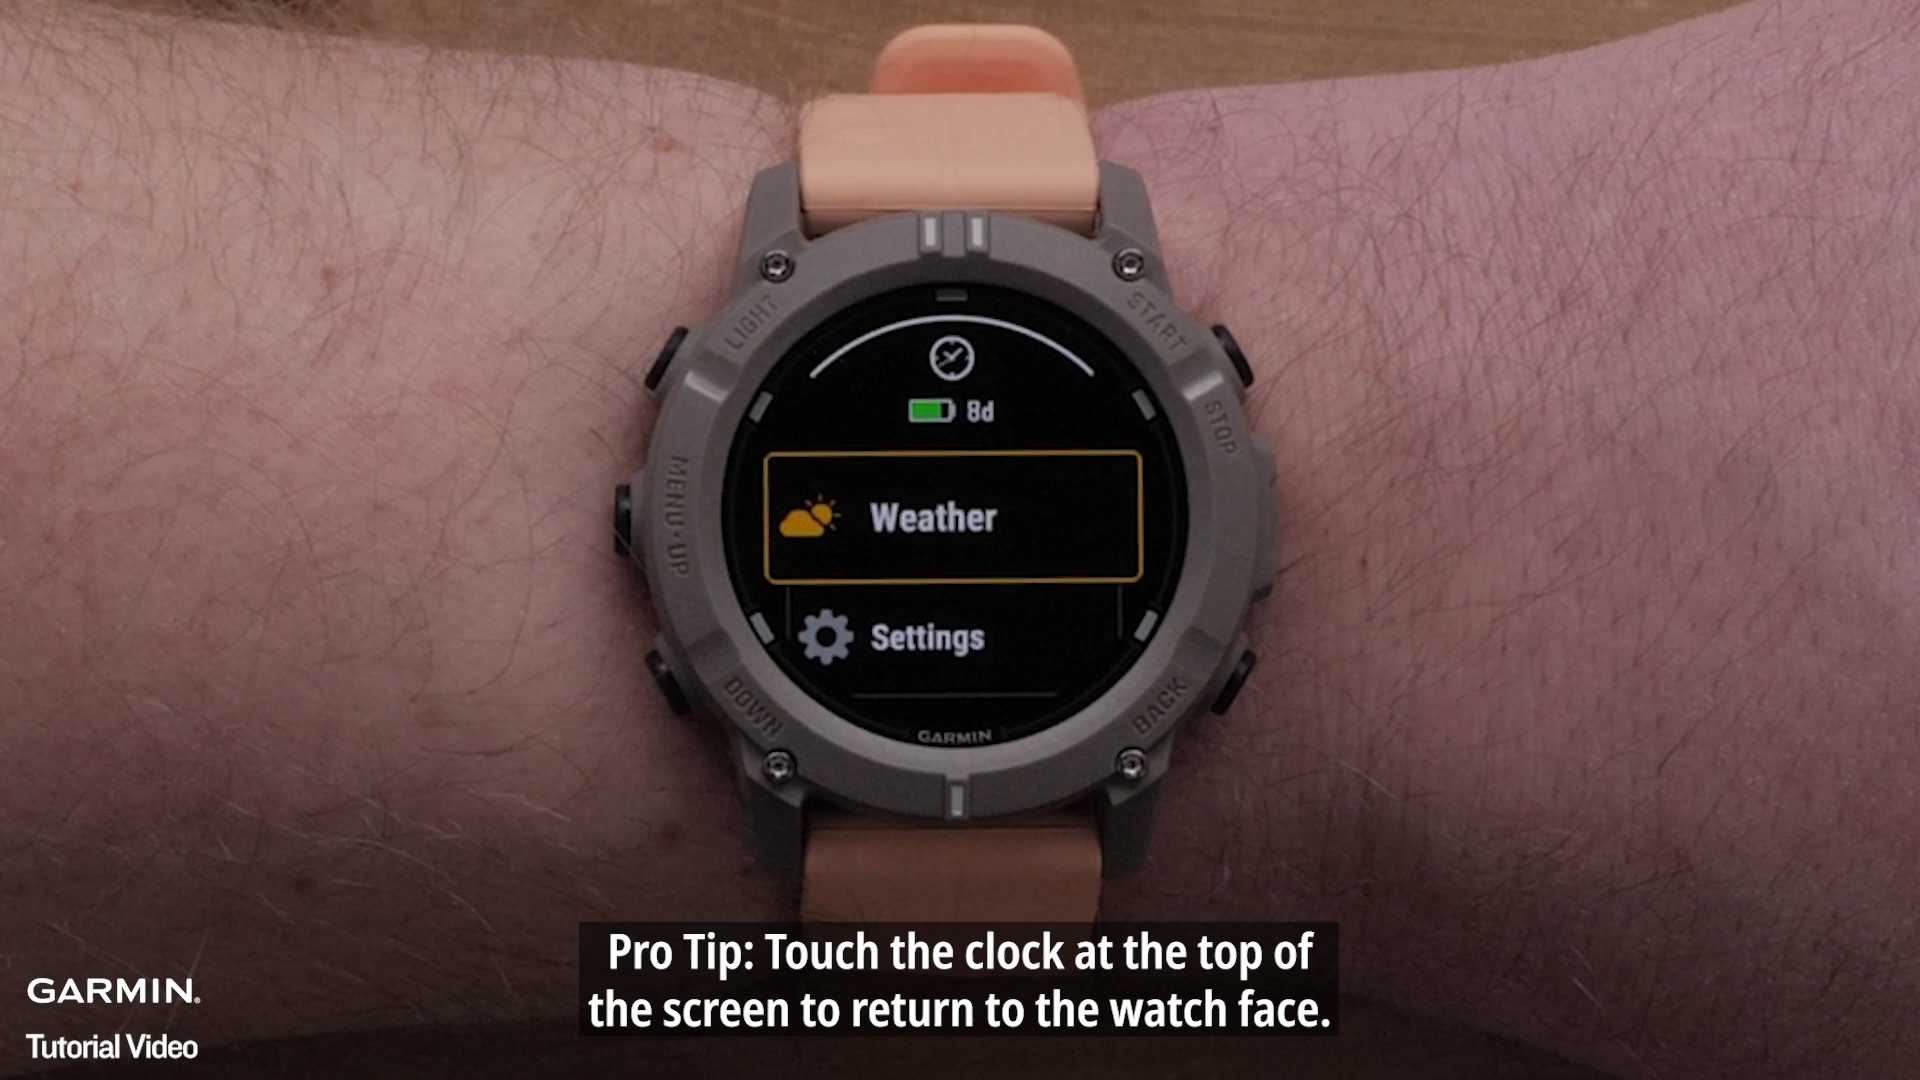 LIGHT
START
STOP
MENU·UP
DOWN
BACK
8d
Weather
Settings
GARMIN
Pro Tip: Touch the clock at the top of
the screen to return to the watch face.
GARMIN.
Tutorial Video